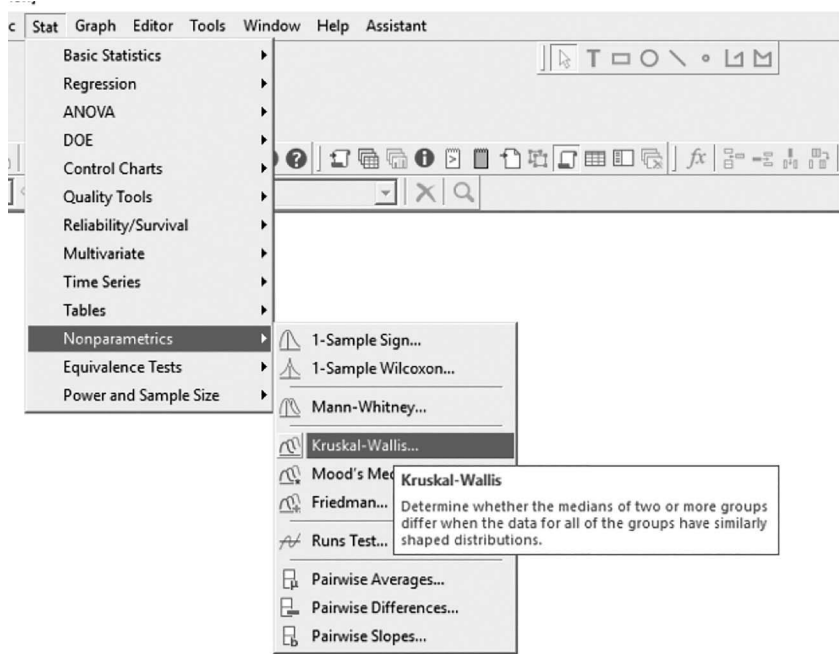 c Stat Graph Editor Tools Window Help Assistant
Basic Statistics
Regression
ANOVA
DOE
Control Charts
Quality Tools
Reliability/Survival
Multivariate
Time Series
Tables
Nonparametrics
Equivalence Tests
Power and Sample Size
T
fx
1-Sample Sign...
1-Sample Wilcoxon...
Mann-Whitney...
Kruskal-Wallis...
Mood's Me
Friedman...
Runs Test...
Pairwise Averages...
Pairwise Differences...
Pairwise Slopes...
Kruskal-Wallis
Determine whether the medians of two or more groups
differ when the data for all of the groups have similarly
shaped distributions.